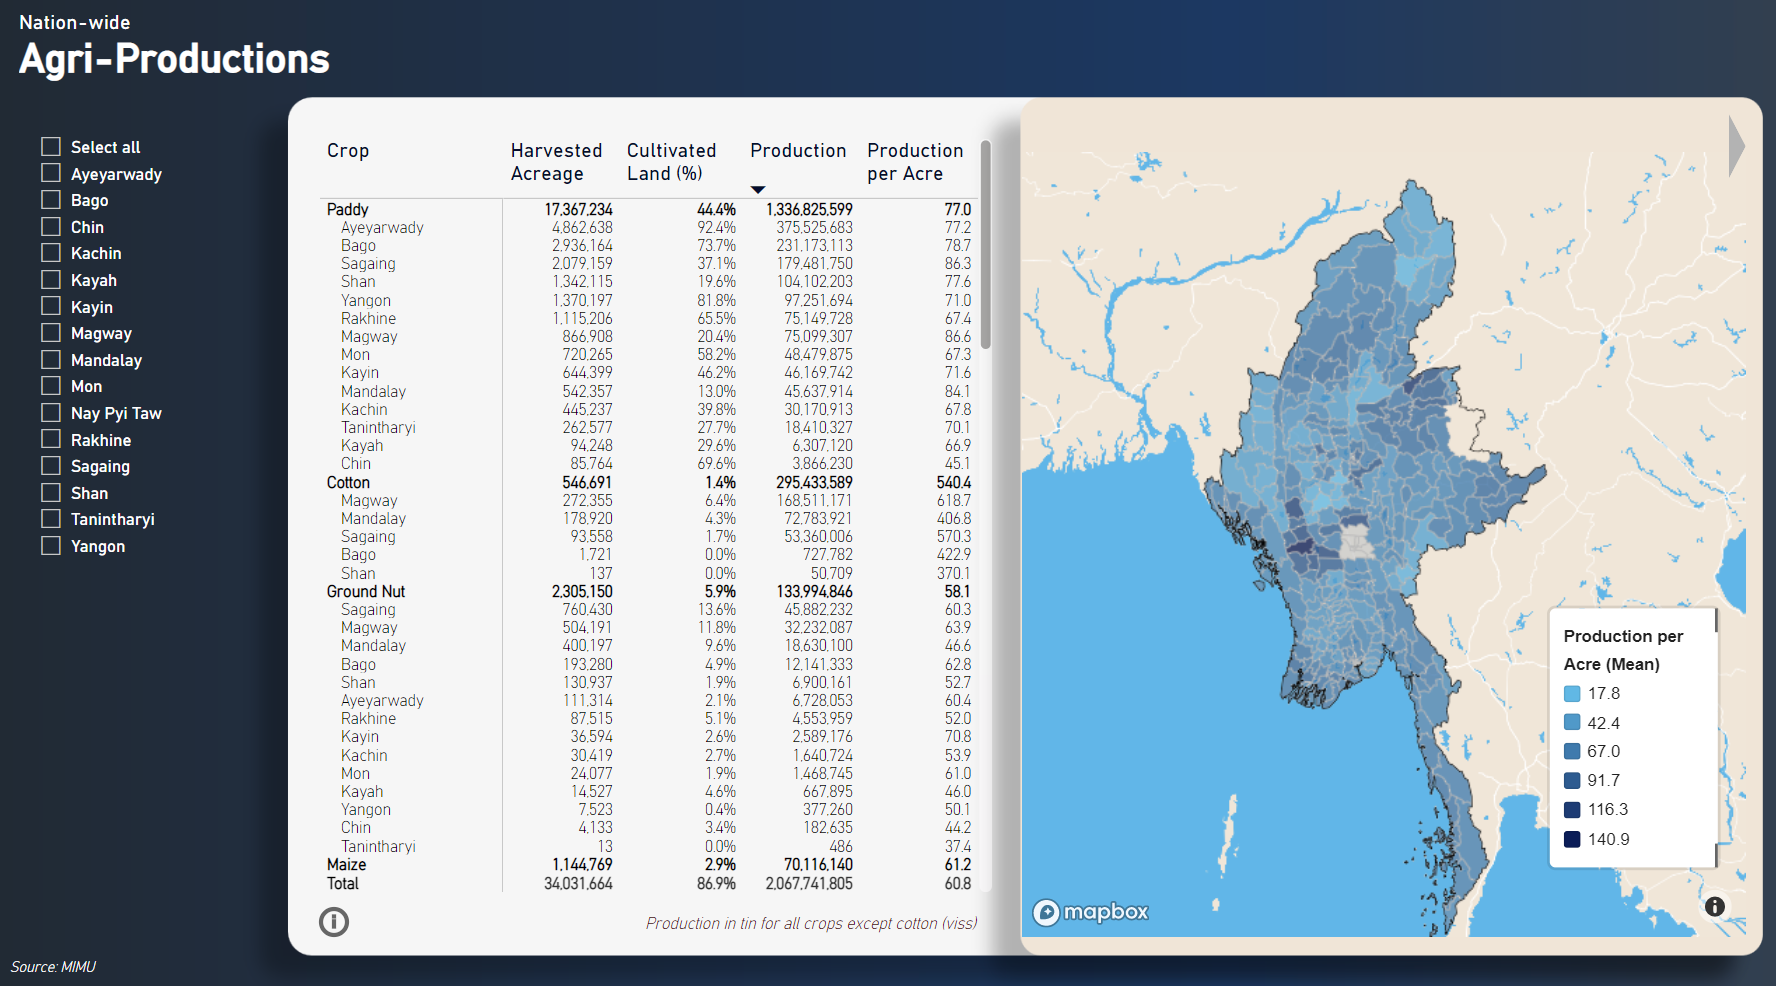 Nation-wide
Agri-Productions
Select all
Ayeyarwady
Bago
Chin
Kachin
Kayah
Kayin
Magway
Mandalay
Mon
Nay Pyi Taw
Rakhine
Sagaing
Shan
Tanintharyi
Yangon
Crop Harvested Acreage Cultivated Land (%) Production Production per Acre
Paddy 17,367,234 44.4% 1,336,825,599 77.0
Ayeyarwady 4,862,638 92.4% 375,525,683 77.2
Bago 2,936,164 73.7% 231,173,113 78.7
Sagaing 2,079,159 37.1% 179,481,750 86.3
Shan 1,342,115 19.6% 104,102,203 77.6
Yangon 1,370,197 81.8% 97,251,694 71.0
Rakhine 1,115,206 65.5% 75,149,728 67.4
Magway 866,908 20.4% 75,099,307 86.6
Mon 720,265 58.2% 48,479,875 67.3
Kayin 644,399 46.2% 46,169,742 71.6
Mandalay 542,357 13.0% 45,637,914 84.1
Kachin 445,237 39.8% 30,170,913 67.8
Tanintharyi 262,577 27.7% 18,410,327 70.1
Kayah 94,248 29.6% 6,307,120 66.9
Chin 85,764 69.6% 3,866,230 45.1
Cotton 546,691 1.4% 295,433,589 540.4
Magway 272,355 6.4% 168,511,171 618.7
Mandalay 178,920 4.3% 72,783,921 406.8
Sagaing 93,558 1.7% 53,360,006 570.3
Bago 1,721 0.0% 727,782 422.9
Shan 137 0.0% 50,709 370.1
Ground Nut 2,305,150 5.9% 133,994,846 58.1
Sagaing 760,430 13.6% 45,882,232 60.3
Magway 504,191 11.8% 32,232,087 63.9
Mandalay 400,197 9.6% 18,630,100 46.6
Bago 193,280 4.9% 12,141,333 62.8
Shan 130,937 1.9% 6,900,161 52.7
Ayeyarwady 111,314 2.1% 6,728,053 60.4
Rakhine 87,515 5.1% 4,553,959 52.0
Kayin 36,594 2.6% 2,589,176 70.8
Kachin 30,419 2.7% 1,640,724 53.9
Mon 24,077 1.9% 1,468,745 61.0
Kayah 14,527 4.6% 667,895 46.0
Yangon 7,523 0.4% 377,260 50.1
Chin 4,133 3.4% 182,635 44.2
Tanintharyi 13 0.0% 486 37.4
Maize 1,144,769 2.9% 70,116,140 61.2
Total 34,031,664 86.9% 2,067,741,805 60.8
Production in tin for all crops except cotton (viss)
Production per
Acre (Mean)
17.8
42.4
67.0
91.7
116.3
140.9
mapbox
Source: MIMU